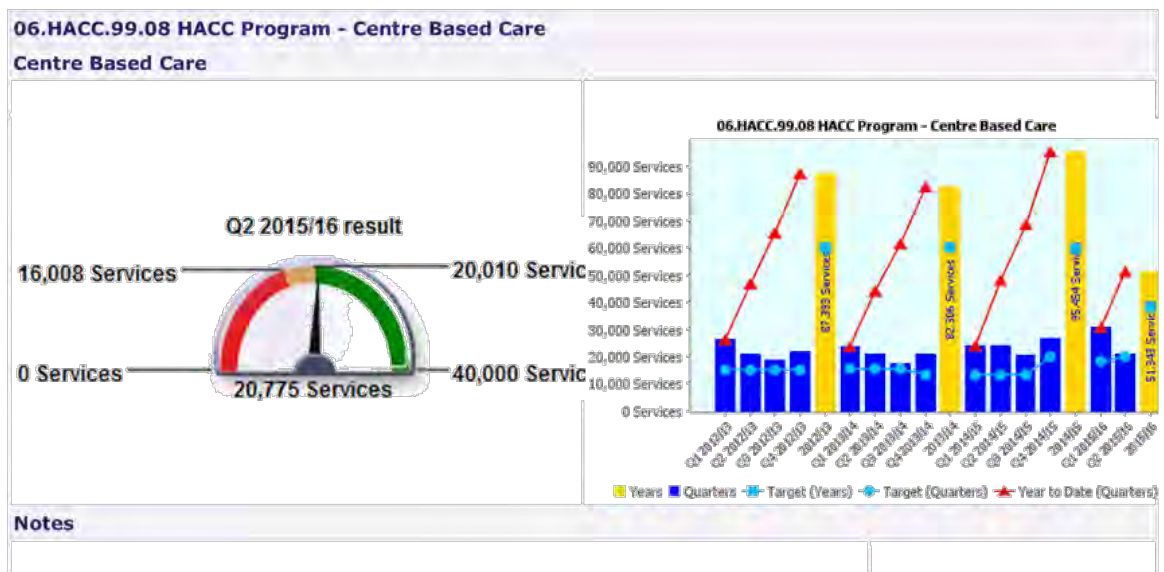 06.HACC.99.08 HACC Program - Centre Based Care
Centre Based Care
Q2 2015/16 result
16,008 Services
20,010 Servic
0 Services
40,000 Servic
20,775 Services
06.HACC.99.08 HACC Program - Centre Based Care
90,000 Services
80,000 Services
70,000 Services
60,000 Services
50,000 Services
40,000 Services
30,000 Services
20,000 Services
10,000 Services
0 Services
87,393 Services
82,306 Services
95,454 Servic
51,343 Servic
Q1 2012/13
Q2 2012/13
Q3 2012/13
Q4 2012/13
2012/13
Q1 2013/14
Q2 2013/14
Q3 2013/14
Q4 2013/14
2013/14
Q1 2014/15
Q2 2014/15
Q3 2014/15
Q4 2014/15
2014/15
Q1 2015/16
Q2 2015/16
2015/16
Years Quarters Target (Years) Target (Quarters) Year to Date (Quarters)
Notes